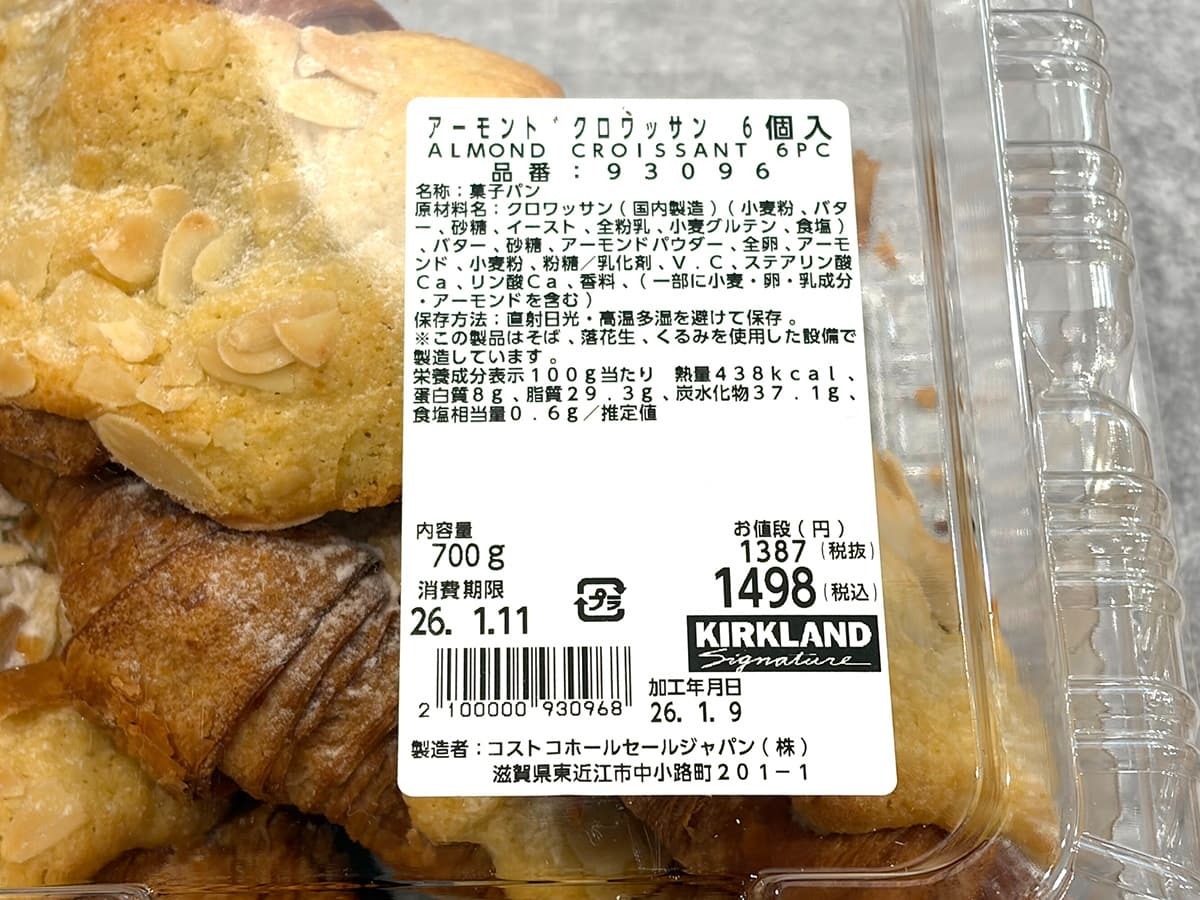 アーモンド クロワッサン 6個入
ALMOND CROISSANT 6PC
品番:93096
名称:菓子パン
原材料名:クロワッサン(国内製造)(小麦粉、バタ
ー、砂糖、イースト、全粉乳、小麦グルテン、食塩)
、バター、砂糖、アーモンドパウダー、全卵、アーモ
ンド、小麦粉、粉糖/乳化剤、V.C、ステアリン酸
Ca、リン酸Ca、香料、(一部に小麦・卵・乳成分
・アーモンドを含む)
保存方法:直射日光・高温多湿を避けて保存。
※この製品はそば、落花生、くるみを使用した設備で
製造しています。
栄養成分表示100g当たり 熱量438kcal、
蛋白質8g、脂質29.3g、炭水化物37.1g、
食塩相当量0.6g/推定値
内容量
700g
お値段(円)
1387(税抜)
1498(税込)
消費期限
26. 1.11
プラ
KIRKLAND
Signature
2 100000 930968
加工年月日
26. 1. 9
製造者:コストコホールセールジャパン(株)
滋賀県東近江市中小路町201-1